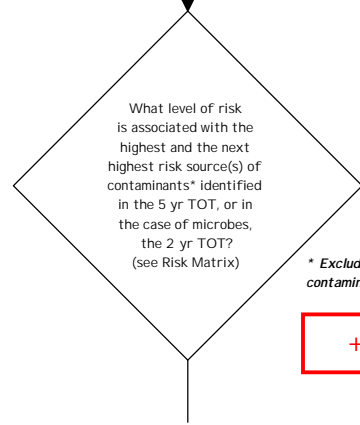 What level of risk
is associated with the
highest and the next
highest risk source(s) of
contaminants* identified
in the 5 yr TOT, or in
the case of microbes,
the 2 yr TOT?
(see Risk Matrix)
* Exclud
contamin
+